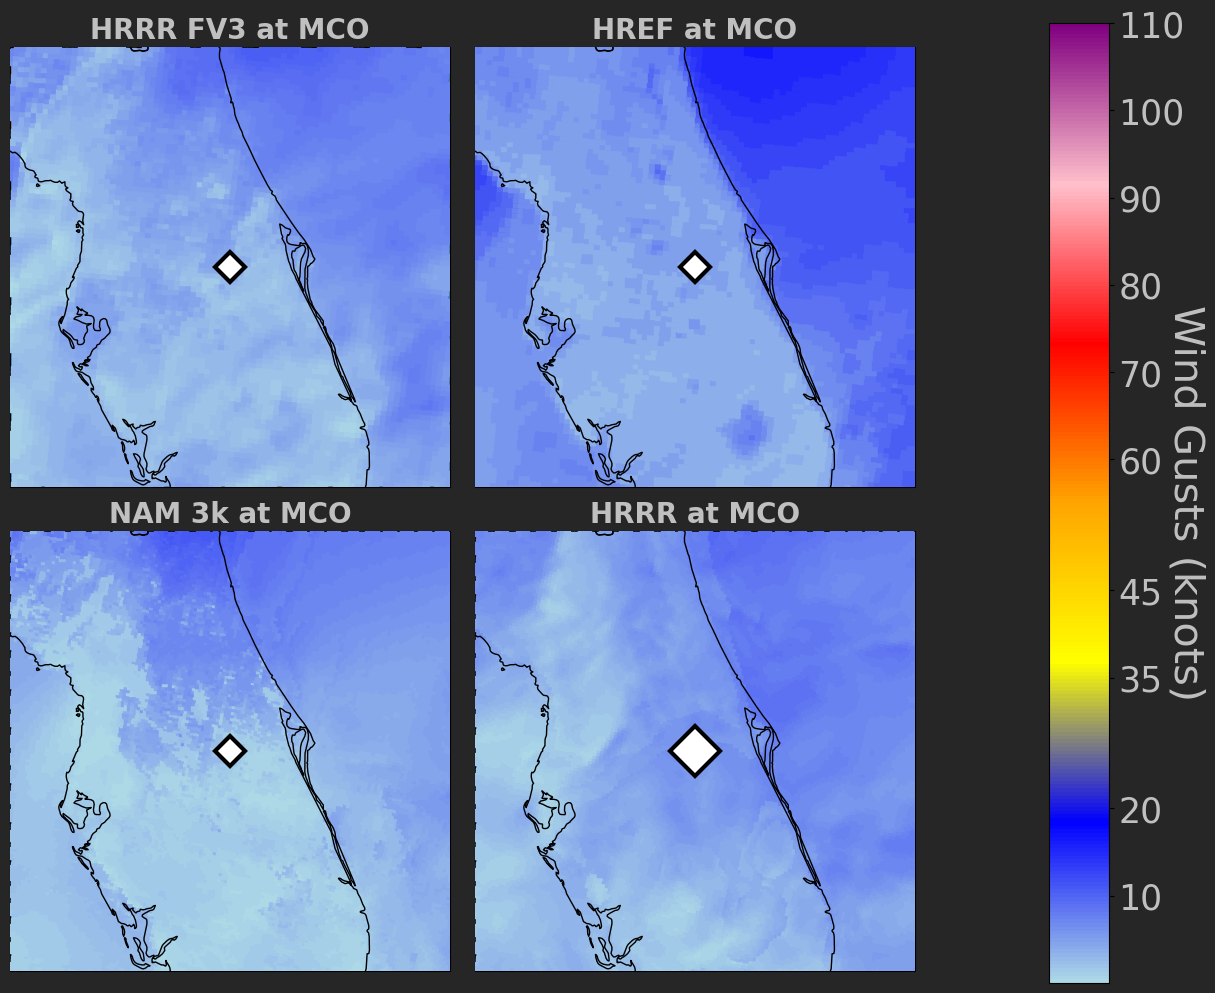 HRRR FV3 at MCO
HREF at MCO
NAM 3k at MCO
HRRR at MCO
110
100
90
80
70
60
45
35
20
10
Wind Gusts (knots)